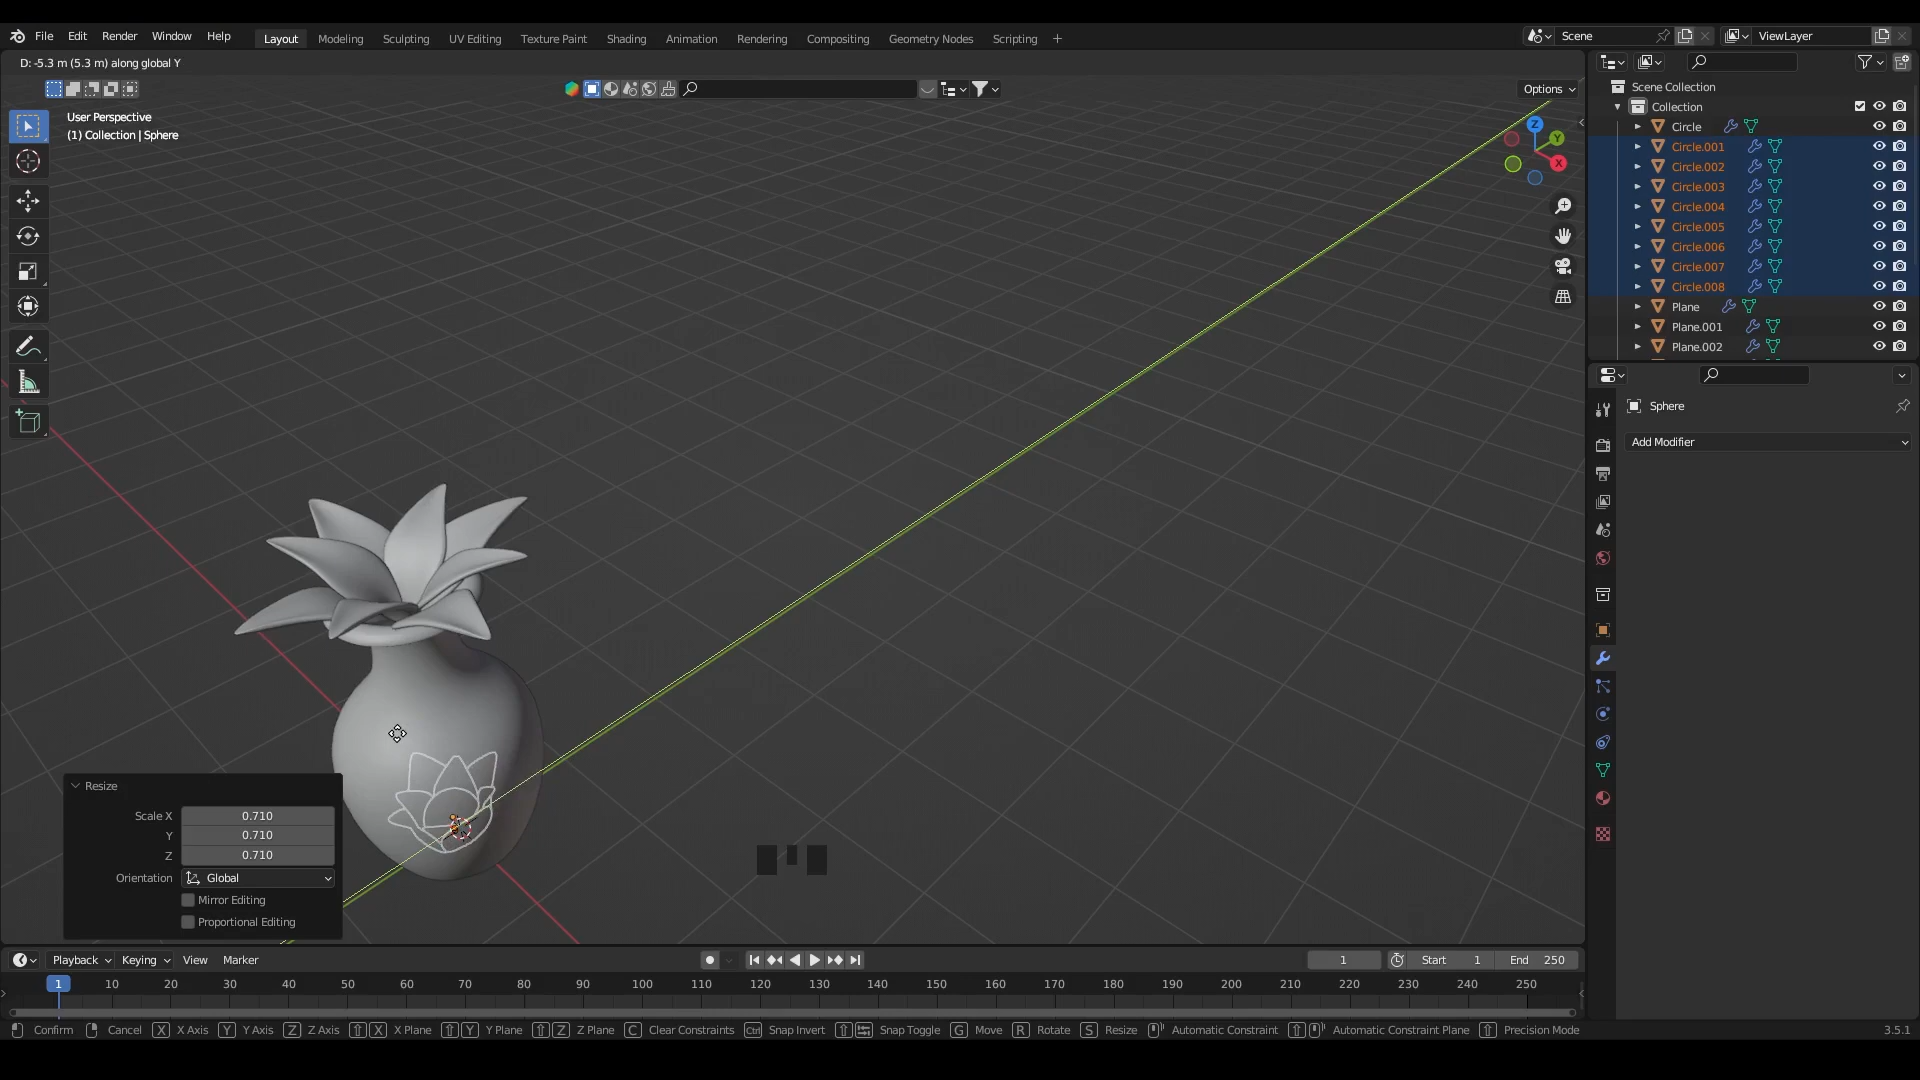 File Edit Render Window Help Layout Modeling Sculpting UV Editing Texture Paint Shading Animation Rendering Compositing Geometry Nodes Scripting Scene ViewLayer
D: -5.3 m (5.3 m) along global Y
Options
User Perspective
(1) Collection | Sphere
Z
Y
X
Scene Collection
Collection
Circle
Circle.001
Circle.002
Circle.003
Circle.004
Circle.005
Circle.006
Circle.007
Circle.008
Plane
Plane.001
Plane.002
Sphere
Add Modifier
Resize
Scale X 0.710
Y 0.710
Z 0.710
Orientation Global
Mirror Editing
Proportional Editing
Playback Keying View Marker 1 Start 1 End 250
1 10 20 30 40 50 60 70 80 90 100 110 120 130 140 150 160 170 180 190 200 210 220 230 240 250
Confirm Cancel X X Axis Y Y Axis Z Z Axis X X Plane Y Y Plane Z Z Plane C Clear Constraints Ctrl Snap Invert Snap Toggle G Move R Rotate S Resize Automatic Constraint Automatic Constraint Plane Precision Mode 3.5.1